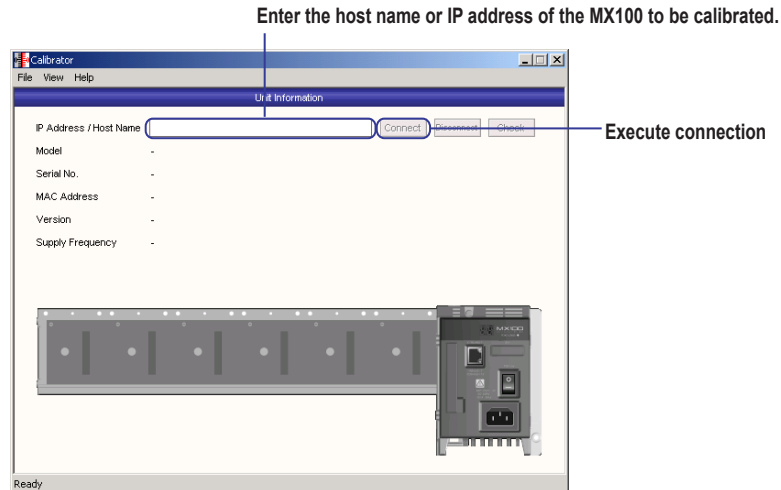 Enter the host name or IP address of the MX100 to be calibrated.
Calibrator
File View Help
Unit Information
IP Address / Host Name
Connect
Disconnect
Check
Execute connection
Model -
Serial No. -
MAC Address -
Version -
Supply Frequency -
MX100
Ready